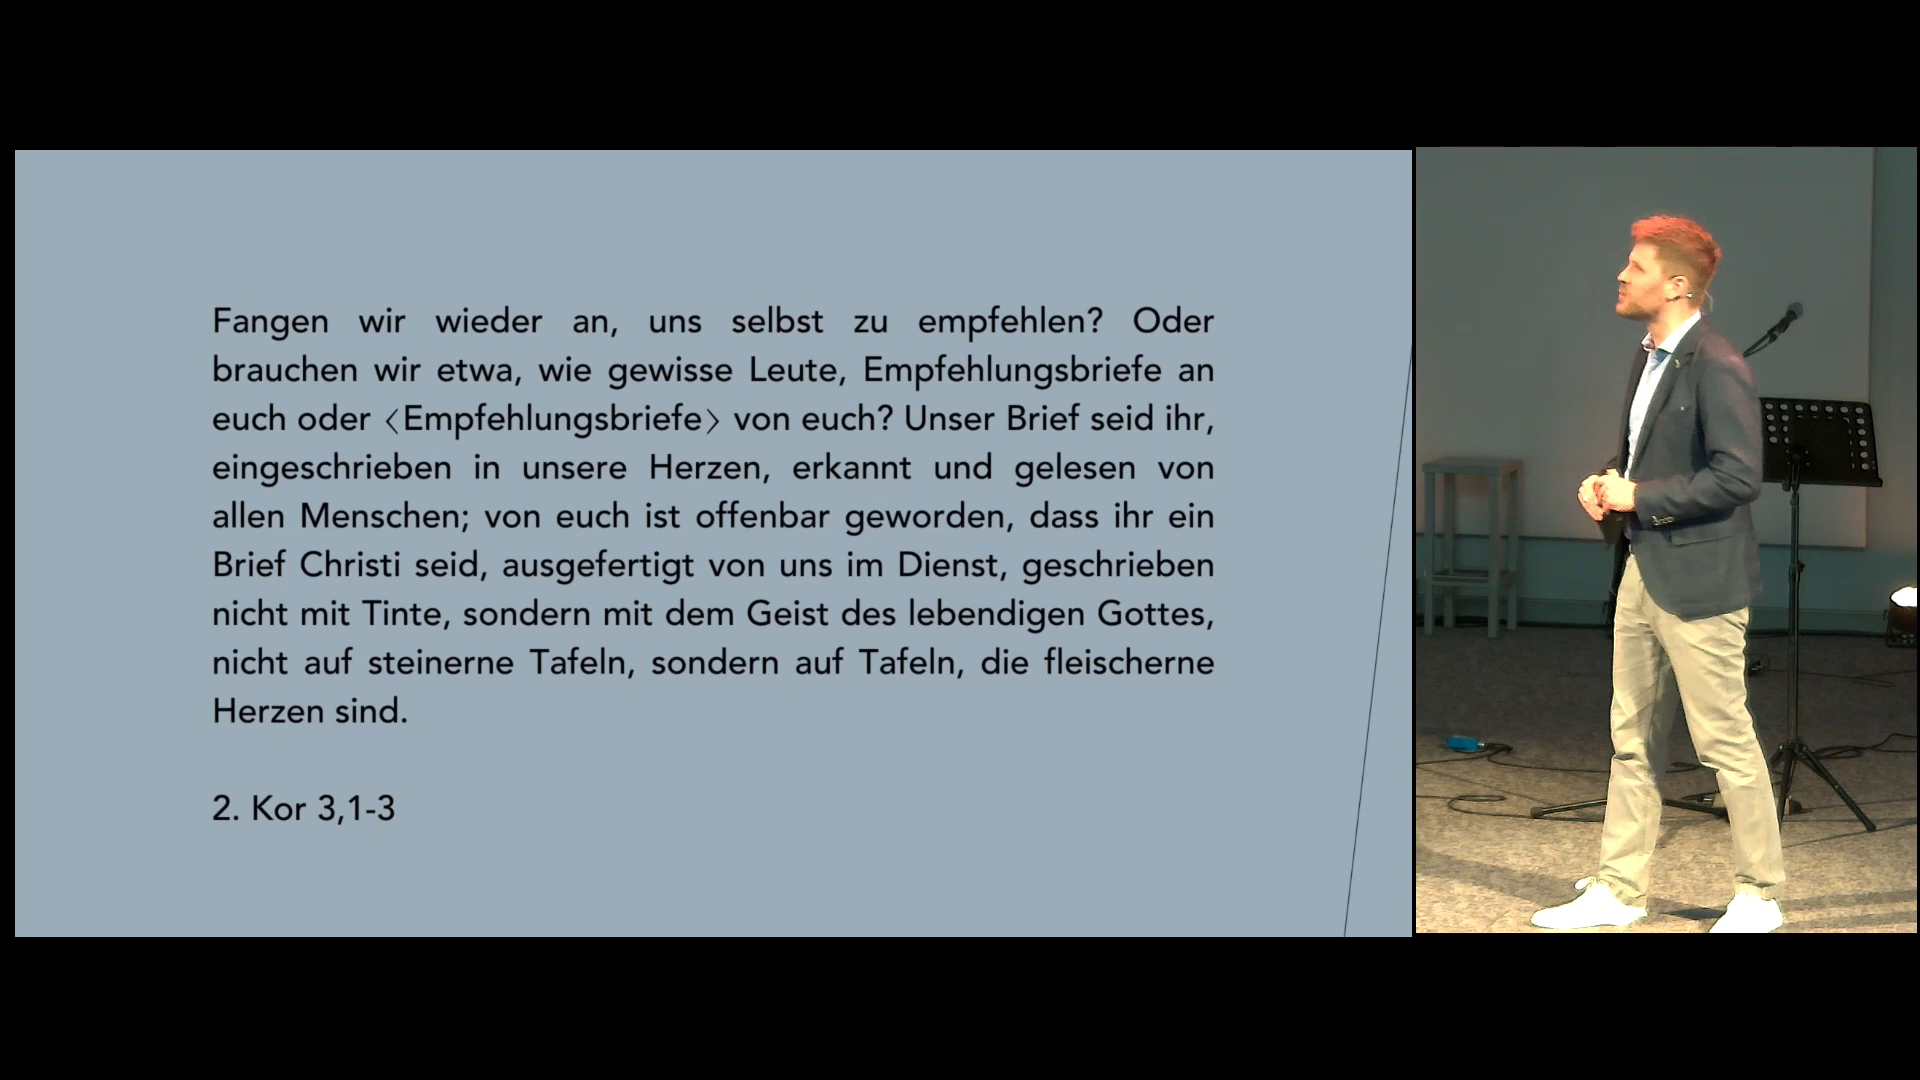 Fangen wir wieder an, uns selbst zu empfehlen? Oder
brauchen wir etwa, wie gewisse Leute, Empfehlungsbriefe an
euch oder 〈Empfehlungsbriefe〉 von euch? Unser Brief seid ihr,
eingeschrieben in unsere Herzen, erkannt und gelesen von
allen Menschen; von euch ist offenbar geworden, dass ihr ein
Brief Christi seid, ausgefertigt von uns im Dienst, geschrieben
nicht mit Tinte, sondern mit dem Geist des lebendigen Gottes,
nicht auf steinerne Tafeln, sondern auf Tafeln, die fleischerne
Herzen sind.
2. Kor 3,1-3